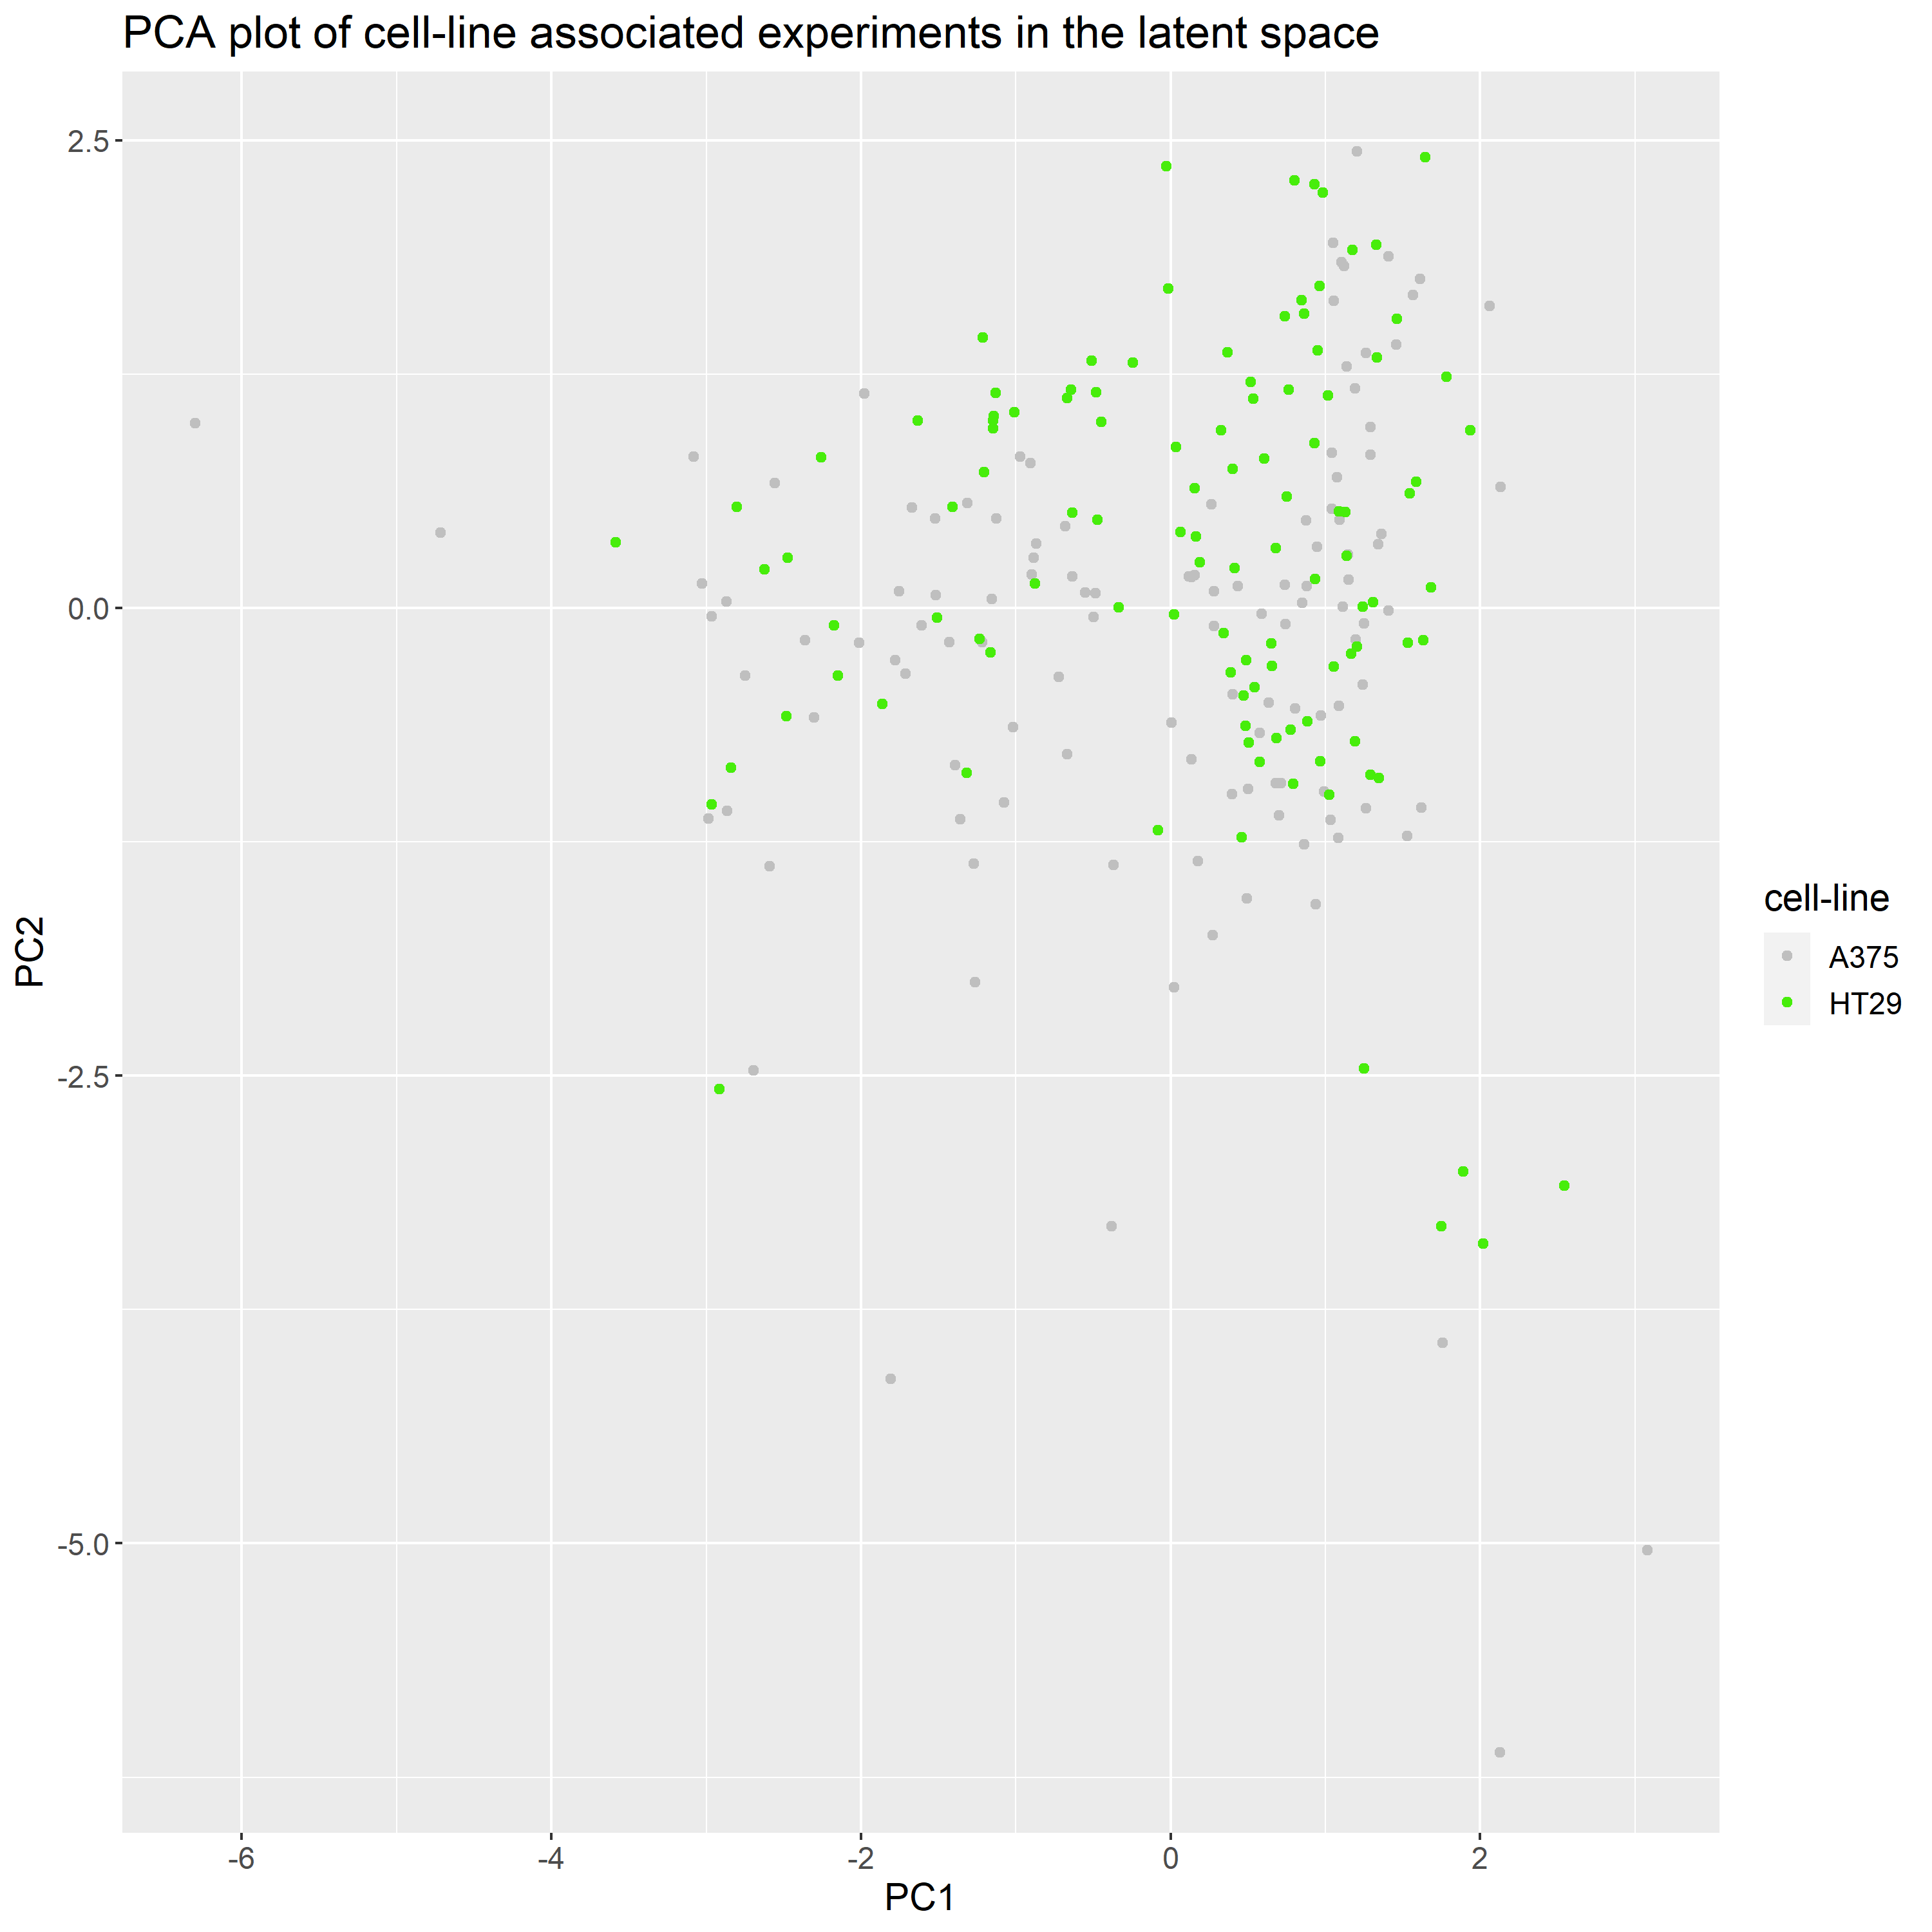 PCA plot of cell-line associated experiments in the latent space
2.5
0.0
-2.5
-5.0
PC2
-6
-4
-2
0
2
PC1
cell-line
A375
HT29